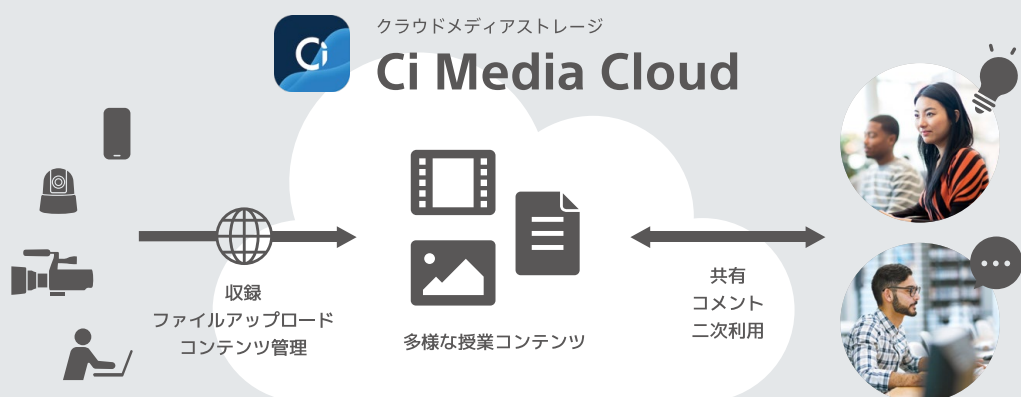 クラウドメディアストレージ
Ci
Ci Media Cloud
収録
ファイルアップロード
コンテンツ管理
多様な授業コンテンツ
共有
コメント
二次利用